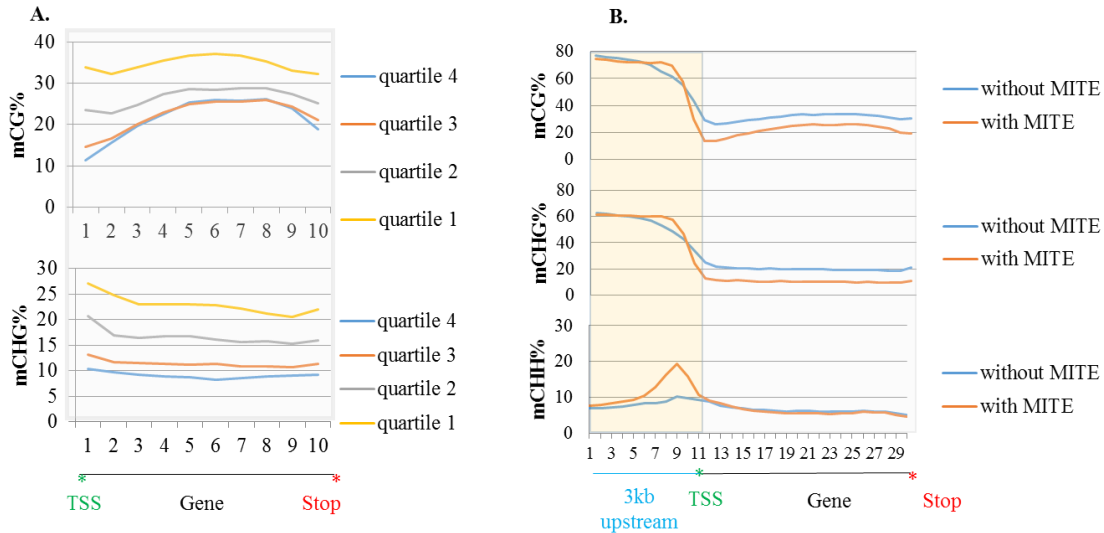 A.
mCG%
40
30
20
10
0
1 2 3 4 5 6 7 8 9 10
quartile 4
quartile 3
quartile 2
quartile 1
mCHG%
30
25
20
15
10
5
0
1 2 3 4 5 6 7 8 9 10
quartile 4
quartile 3
quartile 2
quartile 1
* *
TSS Gene Stop
B.
mCG%
80
60
40
20
0
without MITE
with MITE
mCHG%
80
60
40
20
0
without MITE
with MITE
mCHH%
30
20
10
0
1 3 5 7 9 11 13 15 17 19 21 23 25 27 29
without MITE
with MITE
* *
3kb TSS Gene Stop
upstream